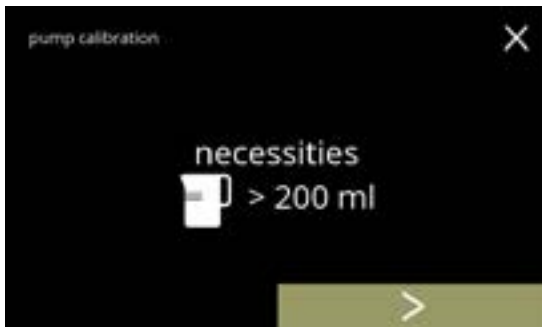 pump calibration
necessities
> 200 ml
>